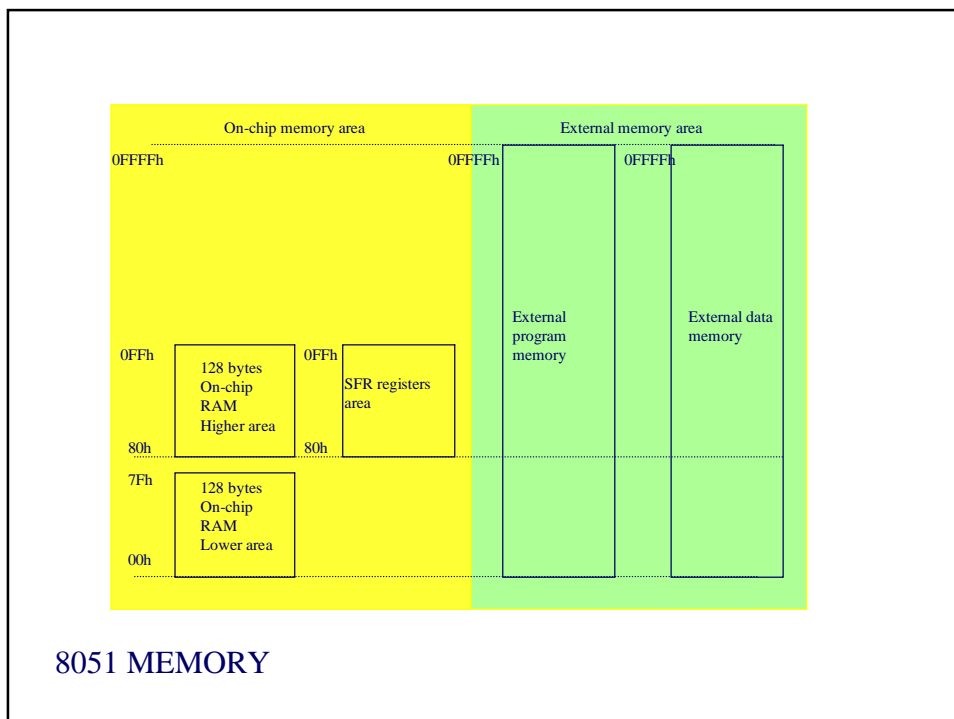 On-chip memory area
External memory area
0FFFFh
0FFFFh
0FFFFh
External
program
memory
External data
memory
0FFh
128 bytes
On-chip
RAM
Higher area
0FFh
SFR registers
area
80h
80h
7Fh
128 bytes
On-chip
RAM
Lower area
00h
8051 MEMORY